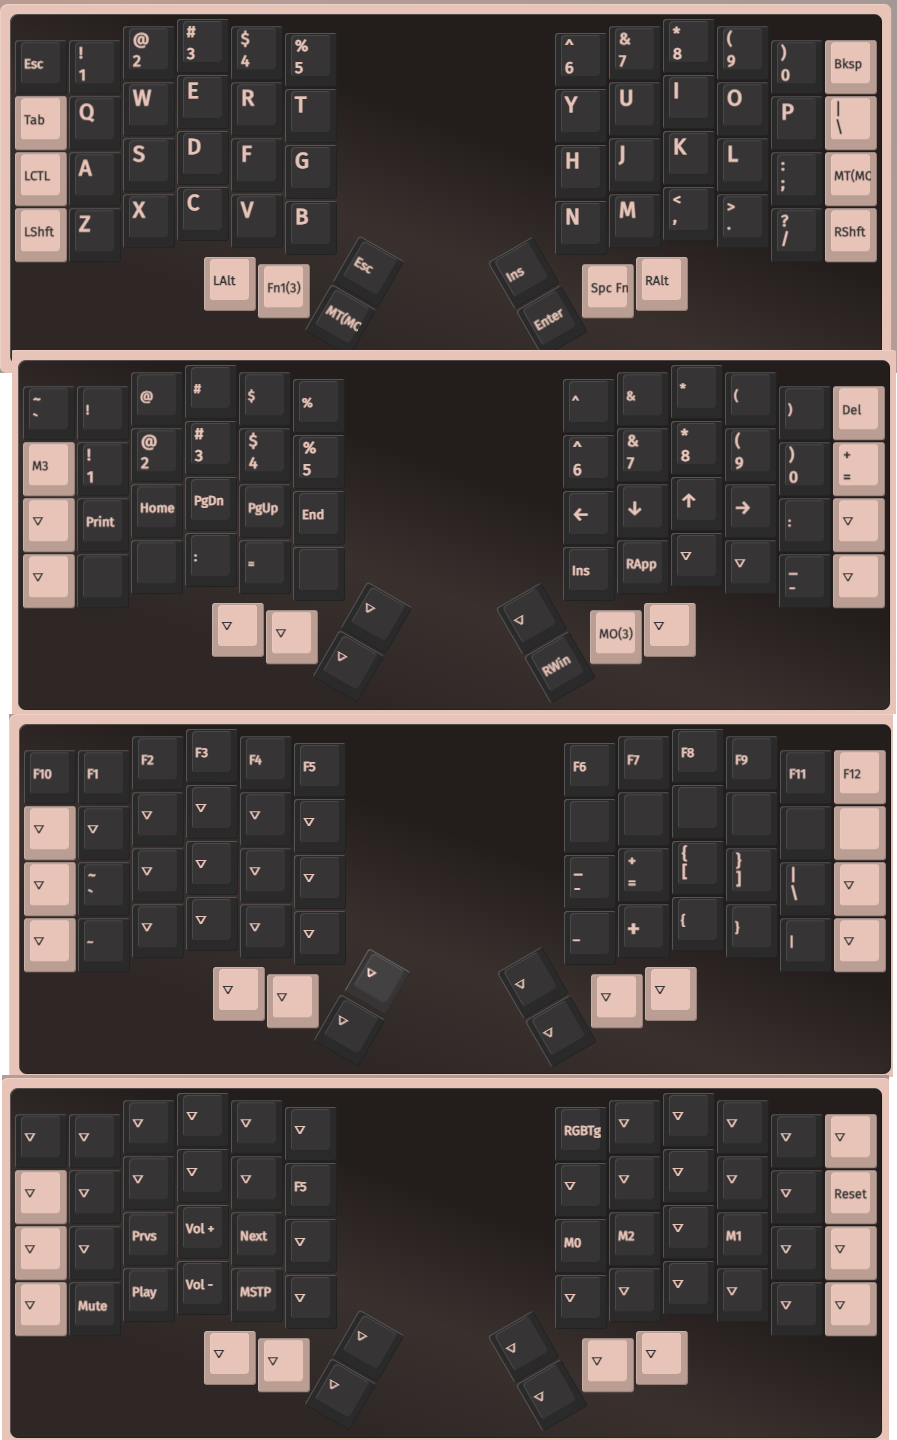 Esc ! 1 @ 2 # 3 $ 4 % 5 ^ 6 & 7 * 8 ( 9 ) 0 Bksp
Tab Q W E R T Y U I O P | \
LCTL A S D F G H J K L : ; MT(MC
LShft Z X C V B N M < , > . ? / RShft
LAlt Fn1(3) Esc Ins Spc Fn RAlt
MT(MC Enter
~ ` ! @ # $ % ^ & * ( ) Del
M3 ! 1 @ 2 # 3 $ 4 % 5 ^ 6 & 7 * 8 ( 9 ) 0 + =
▽ Print Home PgDn PgUp End ← ↓ ↑ → : ▽
▽ : = Ins RApp ▽ ▽ _ - ▽
▽ ▽ ▽ ▽ MO(3) ▽
▽ RWin
F10 F1 F2 F3 F4 F5 F6 F7 F8 F9 F11 F12
▽ ▽ ▽ ▽ ▽ ▽
▽ ~ ` ▽ ▽ ▽ ▽ _ - + = { [ } ] | \ ▽
▽ ~ ▽ ▽ ▽ ▽ _ + { } | ▽
▽ ▽ ▽ ▽ ▽ ▽
▽ ▽
▽ ▽ ▽ ▽ ▽ ▽ RGBTg ▽ ▽ ▽ ▽ ▽
▽ ▽ ▽ ▽ ▽ F5 ▽ ▽ ▽ ▽ ▽ Reset
▽ ▽ Prvs Vol + Next ▽ M0 M2 ▽ M1 ▽ ▽
▽ Mute Play Vol - MSTP ▽ ▽ ▽ ▽ ▽ ▽ ▽
▽ ▽ ▽ ▽ ▽ ▽
▽ ▽